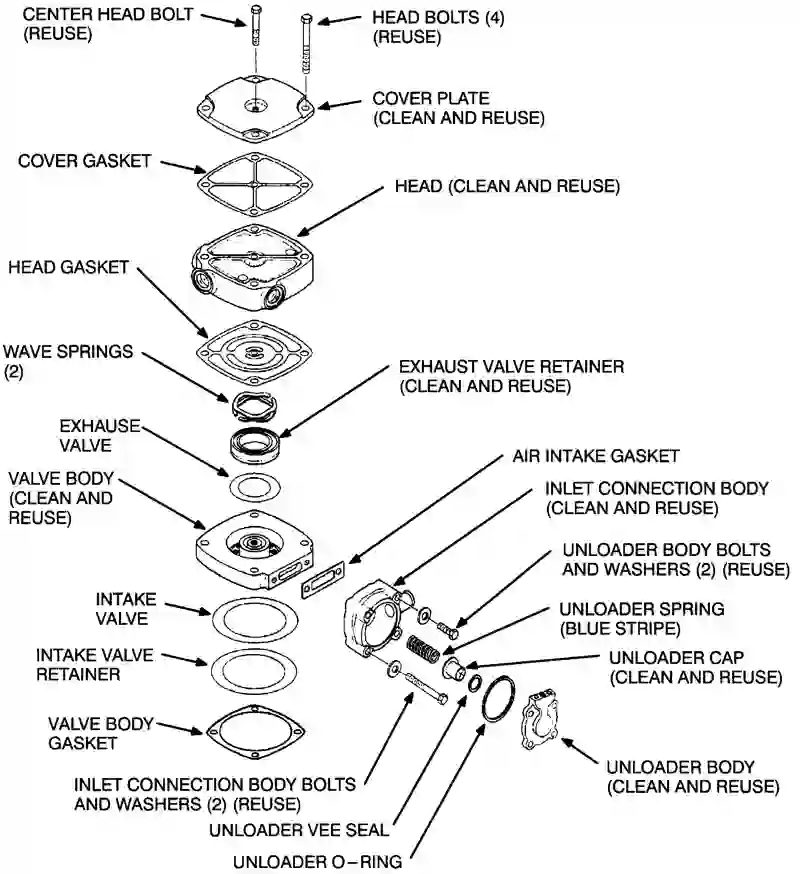 CENTER HEAD BOLT
(REUSE)
HEAD BOLTS (4)
(REUSE)
COVER PLATE
(CLEAN AND REUSE)
COVER GASKET
HEAD (CLEAN AND REUSE)
HEAD GASKET
WAVE SPRINGS
(2)
EXHAUST VALVE RETAINER
(CLEAN AND REUSE)
EXHAUSE
VALVE
AIR INTAKE GASKET
VALVE BODY
(CLEAN AND
REUSE)
INLET CONNECTION BODY
(CLEAN AND REUSE)
UNLOADER BODY BOLTS
AND WASHERS (2) (REUSE)
INTAKE
VALVE
UNLOADER SPRING
(BLUE STRIPE)
INTAKE VALVE
RETAINER
UNLOADER CAP
(CLEAN AND REUSE)
VALVE BODY
GASKET
UNLOADER BODY
(CLEAN AND REUSE)
INLET CONNECTION BODY BOLTS
AND WASHERS (2) (REUSE)
UNLOADER VEE SEAL
UNLOADER O–RING